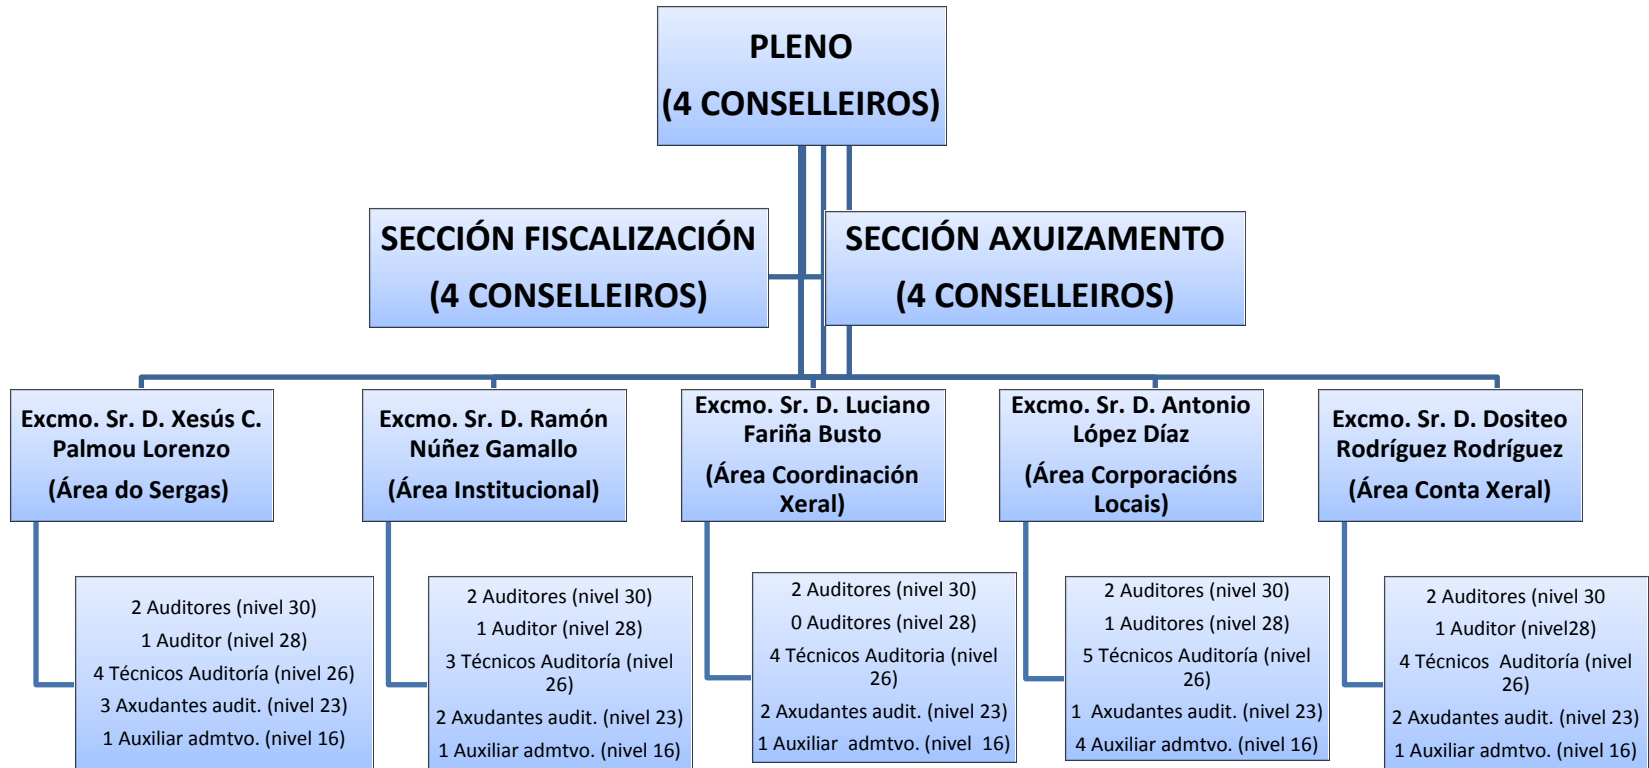 PLENO
(4 CONSELLEIROS)
SECCIÓN FISCALIZACIÓN
(4 CONSELLEIROS)
SECCIÓN AXUIZAMENTO
(4 CONSELLEIROS)
Excmo. Sr. D. Xesús C.
Palmou Lorenzo
(Área do Sergas)
Excmo. Sr. D. Ramón
Núñez Gamallo
(Área Institucional)
Excmo. Sr. D. Luciano
Fariña Busto
(Área Coordinación
Xeral)
Excmo. Sr. D. Antonio
López Díaz
(Área Corporacións
Locais)
Excmo. Sr. D. Dositeo
Rodríguez Rodríguez
(Área Conta Xeral)
2 Auditores (nivel 30)
1 Auditor (nivel 28)
4 Técnicos Auditoría (nivel 26)
3 Axudantes audit. (nivel 23)
1 Auxiliar admtvo. (nivel 16)
2 Auditores (nivel 30)
1 Auditor (nivel 28)
3 Técnicos Auditoría (nivel
26)
2 Axudantes audit. (nivel 23)
1 Auxiliar admtvo. (nivel 16)
2 Auditores (nivel 30)
0 Auditores (nivel 28)
4 Técnicos Auditoria (nivel
26)
2 Axudantes audit. (nivel 23)
1 Auxiliar admtvo. (nivel 16)
2 Auditores (nivel 30)
1 Auditores (nivel 28)
5 Técnicos Auditoría (nivel
26)
1 Axudantes audit. (nivel 23)
4 Auxiliar admtvo. (nivel 16)
2 Auditores (nivel 30
1 Auditor (nivel28)
4 Técnicos Auditoría (nivel
26)
2 Axudantes audit. (nivel 23)
1 Auxiliar admtvo. (nivel 16)